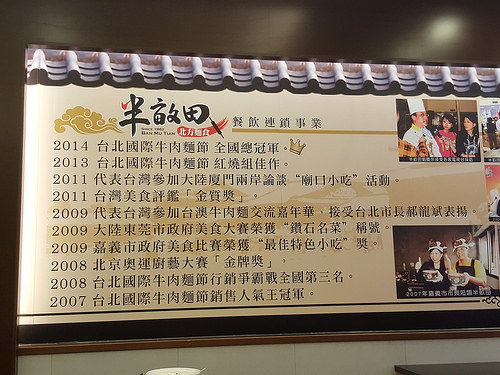 半畝田
SINCE 1982
BAN MU TIAN
北方麵食
餐飲連鎖事業
2014 台北國際牛肉麵節 全國總冠軍。
2013 台北國際牛肉麵節 紅燒組佳作。
2011 代表台灣參加大陸廈門兩岸論談“廟口小吃”活動。
2011 台灣美食評鑑「金質獎」。
2009 代表台灣參加台澳牛肉麵交流嘉年華，接受台北市長郝龍斌表揚。
2009 大陸東莞市政府美食大賽榮獲“鑽石名菜”稱號。
2009 嘉義市政府美食比賽榮獲“最佳特色小吃”獎。
2008 北京奧運廚藝大賽「金牌獎」。
2008 台北國際牛肉麵節行銷爭霸戰全國第三名。
2007 台北國際牛肉麵節銷售人氣王冠軍。